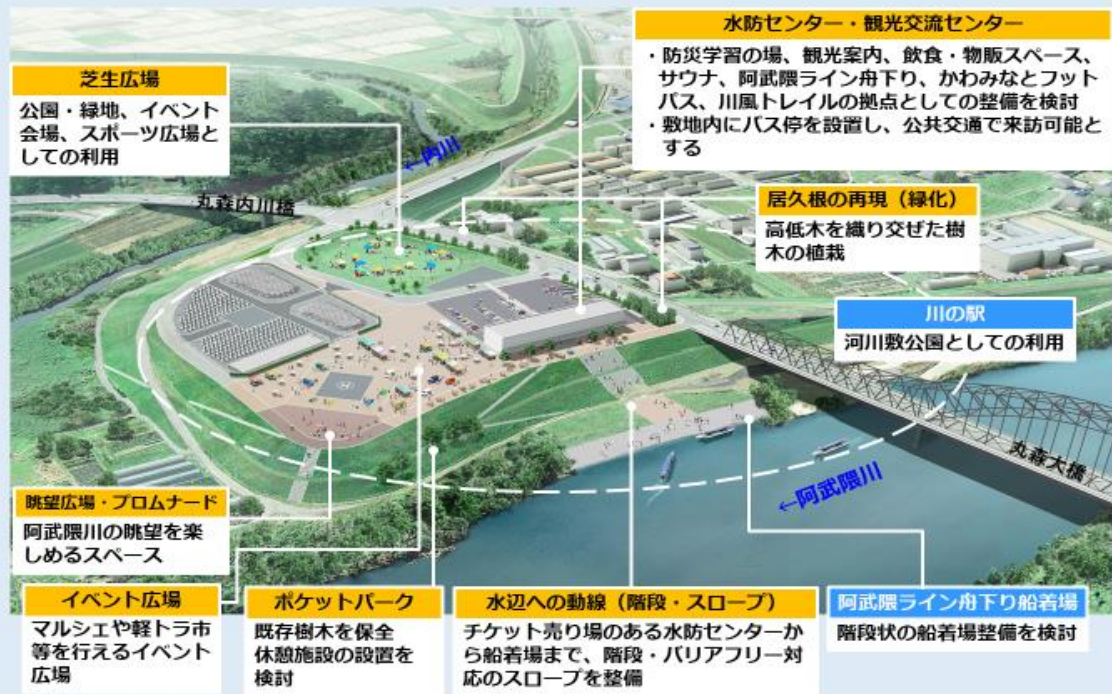 水防センター・観光交流センター
・防災学習の場、観光案内、飲食・物販スペース、
サウナ、阿武隈ライン舟下り、かわみなとフット
パス、川風トレイルの拠点としての整備を検討
・敷地内にバス停を設置し、公共交通で来訪可能と
する
芝生広場
公園・緑地、イベント
会場、スポーツ広場と
しての利用
←内川
丸森内川橋
居久根の再現（緑化）
高低木を織り交ぜた樹
木の植栽
川の駅
河川敷公園としての利用
丸森大橋
←阿武隈川
H
眺望広場・プロムナード
阿武隈川の眺望を楽
しめるスペース
イベント広場
マルシェや軽トラ市
等を行えるイベント
広場
ポケットパーク
既存樹木を保全
休憩施設の設置を
検討
水辺への動線（階段・スロープ）
チケット売り場のある水防センターか
ら船着場まで、階段・バリアフリー対
応のスロープを整備
阿武隈ライン舟下り船着場
階段状の船着場整備を検討